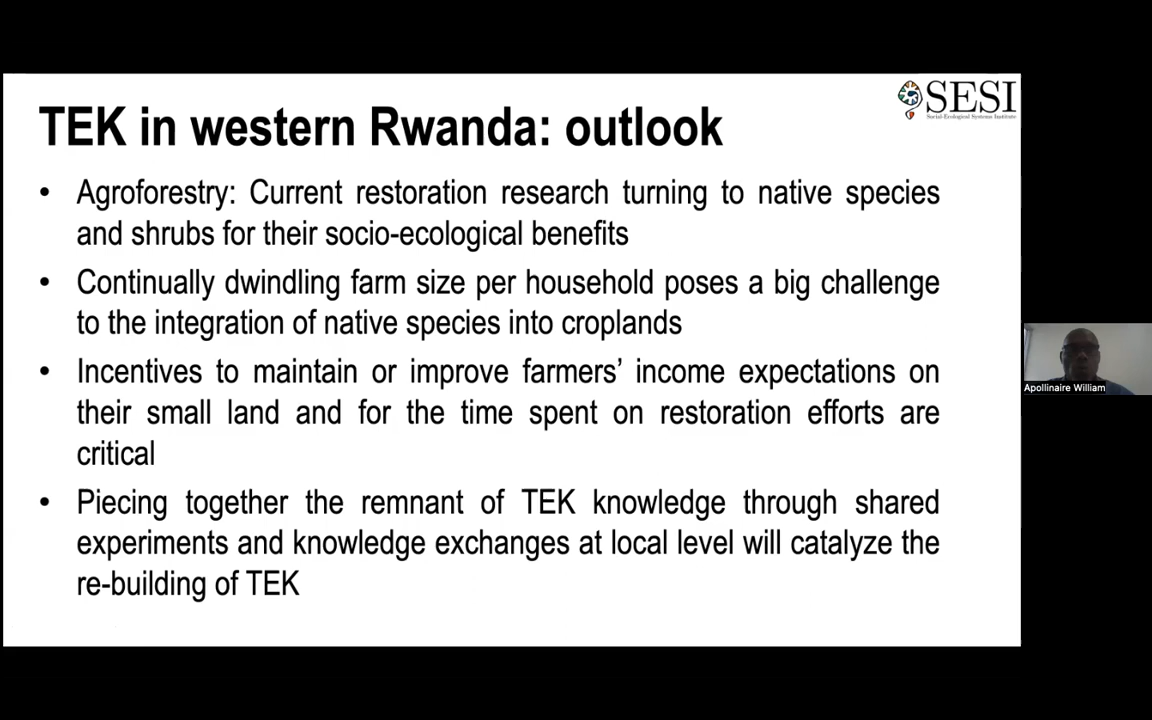 SESI
Social-Ecological Systems Institute
TEK in western Rwanda: outlook
• Agroforestry: Current restoration research turning to native species
and shrubs for their socio-ecological benefits
• Continually dwindling farm size per household poses a big challenge
to the integration of native species into croplands
• Incentives to maintain or improve farmers’ income expectations on
their small land and for the time spent on restoration efforts are
critical
• Piecing together the remnant of TEK knowledge through shared
experiments and knowledge exchanges at local level will catalyze the
re-building of TEK
Apollinaire William